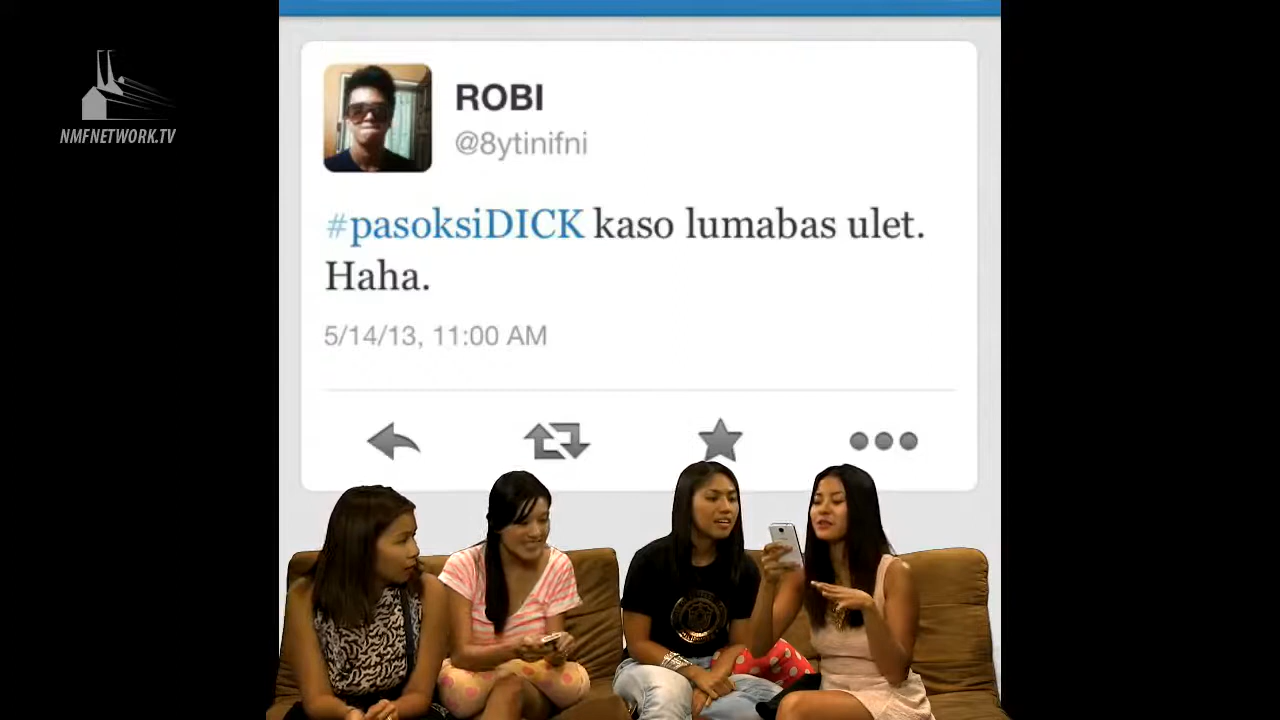 NMFNETWORK.TV
ROBI
@8ytinifni
#pasoksiDICK kaso lumabas ulet.
Haha.
5/14/13, 11:00 AM